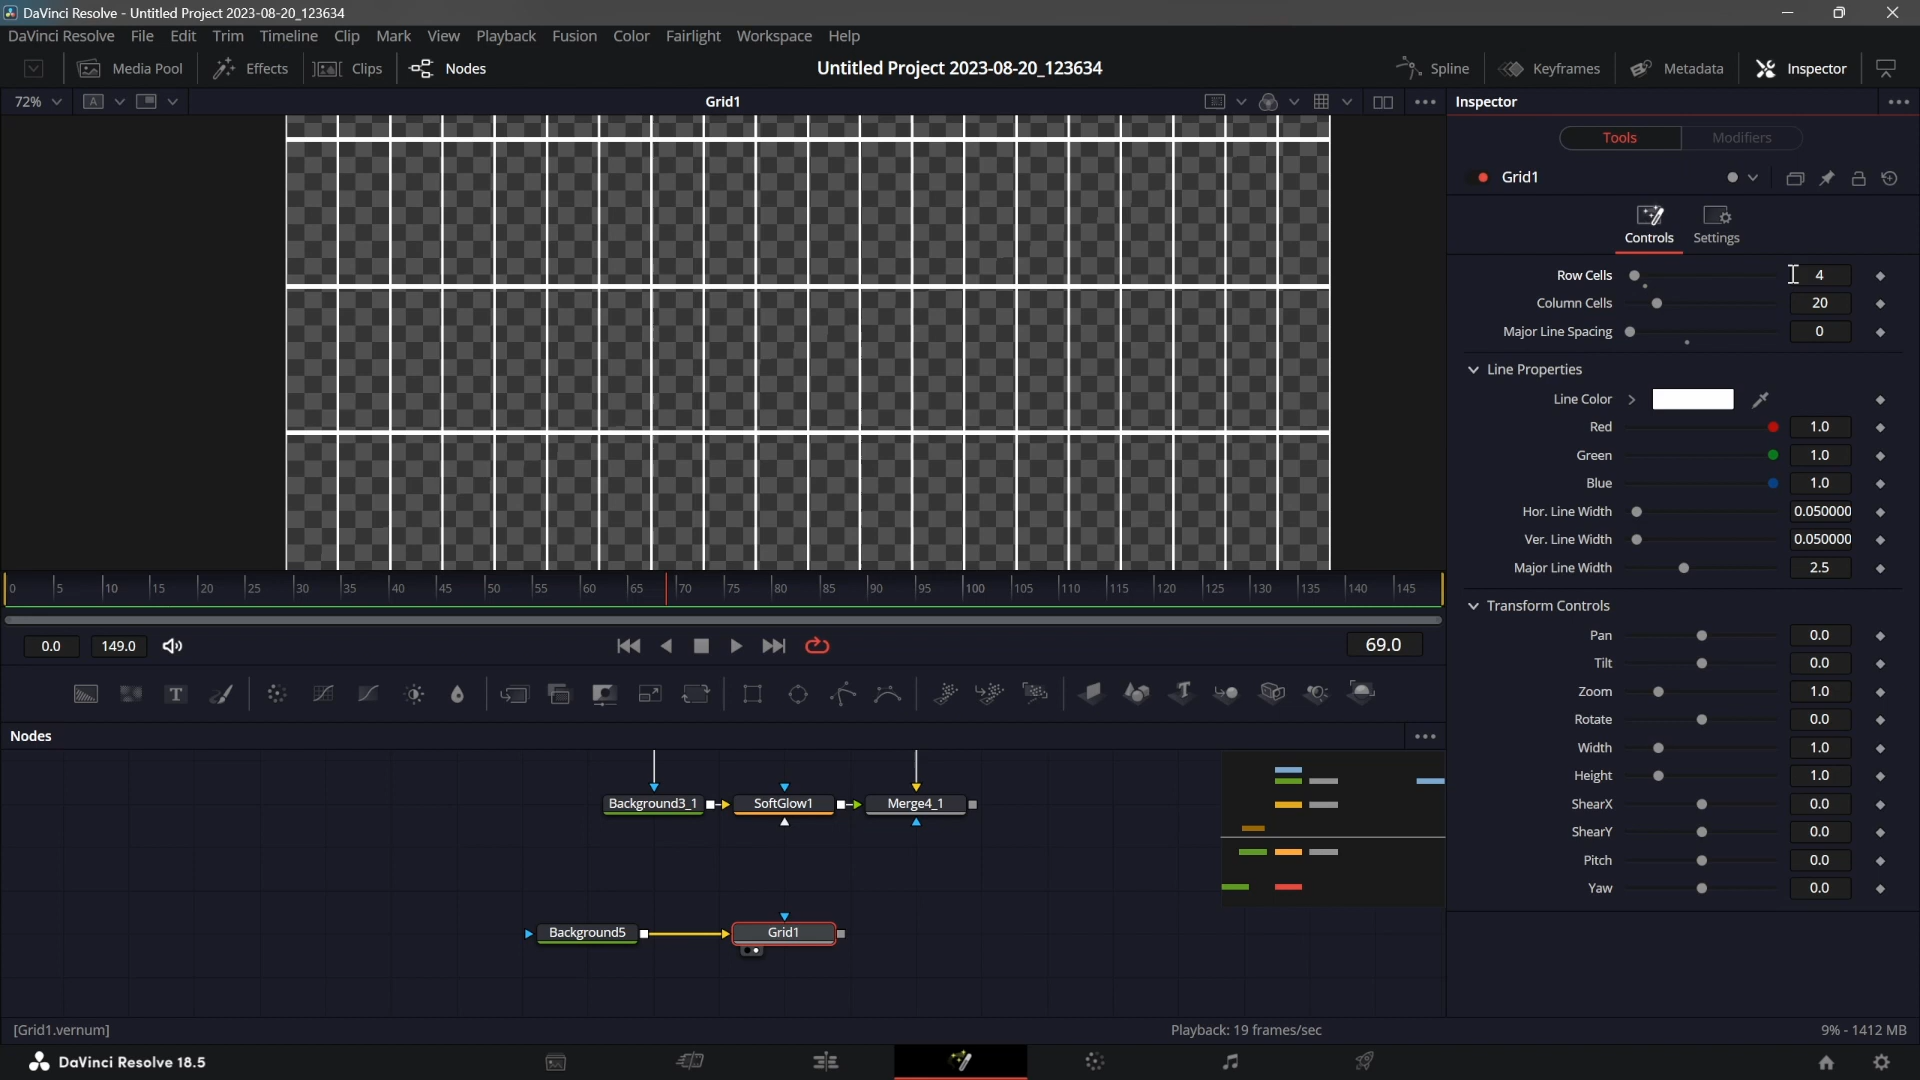 DaVinci Resolve - Untitled Project 2023-08-20_123634
DaVinci Resolve File Edit Trim Timeline Clip Mark View Playback Fusion Color Fairlight Workspace Help
Media Pool Effects Clips Nodes Untitled Project 2023-08-20_123634 Spline Keyframes Metadata Inspector
72% A Grid1 Inspector
Tools Modifiers
Grid1
Controls Settings
Row Cells 4
Column Cells 20
Major Line Spacing 0
Line Properties
Line Color
Red 1.0
Green 1.0
Blue 1.0
Hor. Line Width 0.050000
Ver. Line Width 0.050000
Major Line Width 2.5
Transform Controls
Pan 0.0
Tilt 0.0
Zoom 1.0
Rotate 0.0
Width 1.0
Height 1.0
ShearX 0.0
ShearY 0.0
Pitch 0.0
Yaw 0.0
0 5 10 15 20 25 30 35 40 45 50 55 60 65 70 75 80 85 90 95 100 105 110 115 120 125 130 135 140 145
0.0 149.0 69.0
T
Nodes
Background3_1 SoftGlow1 Merge4_1
Background5 Grid1
[Grid1.vernum] Playback: 19 frames/sec 9% - 1412 MB
DaVinci Resolve 18.5